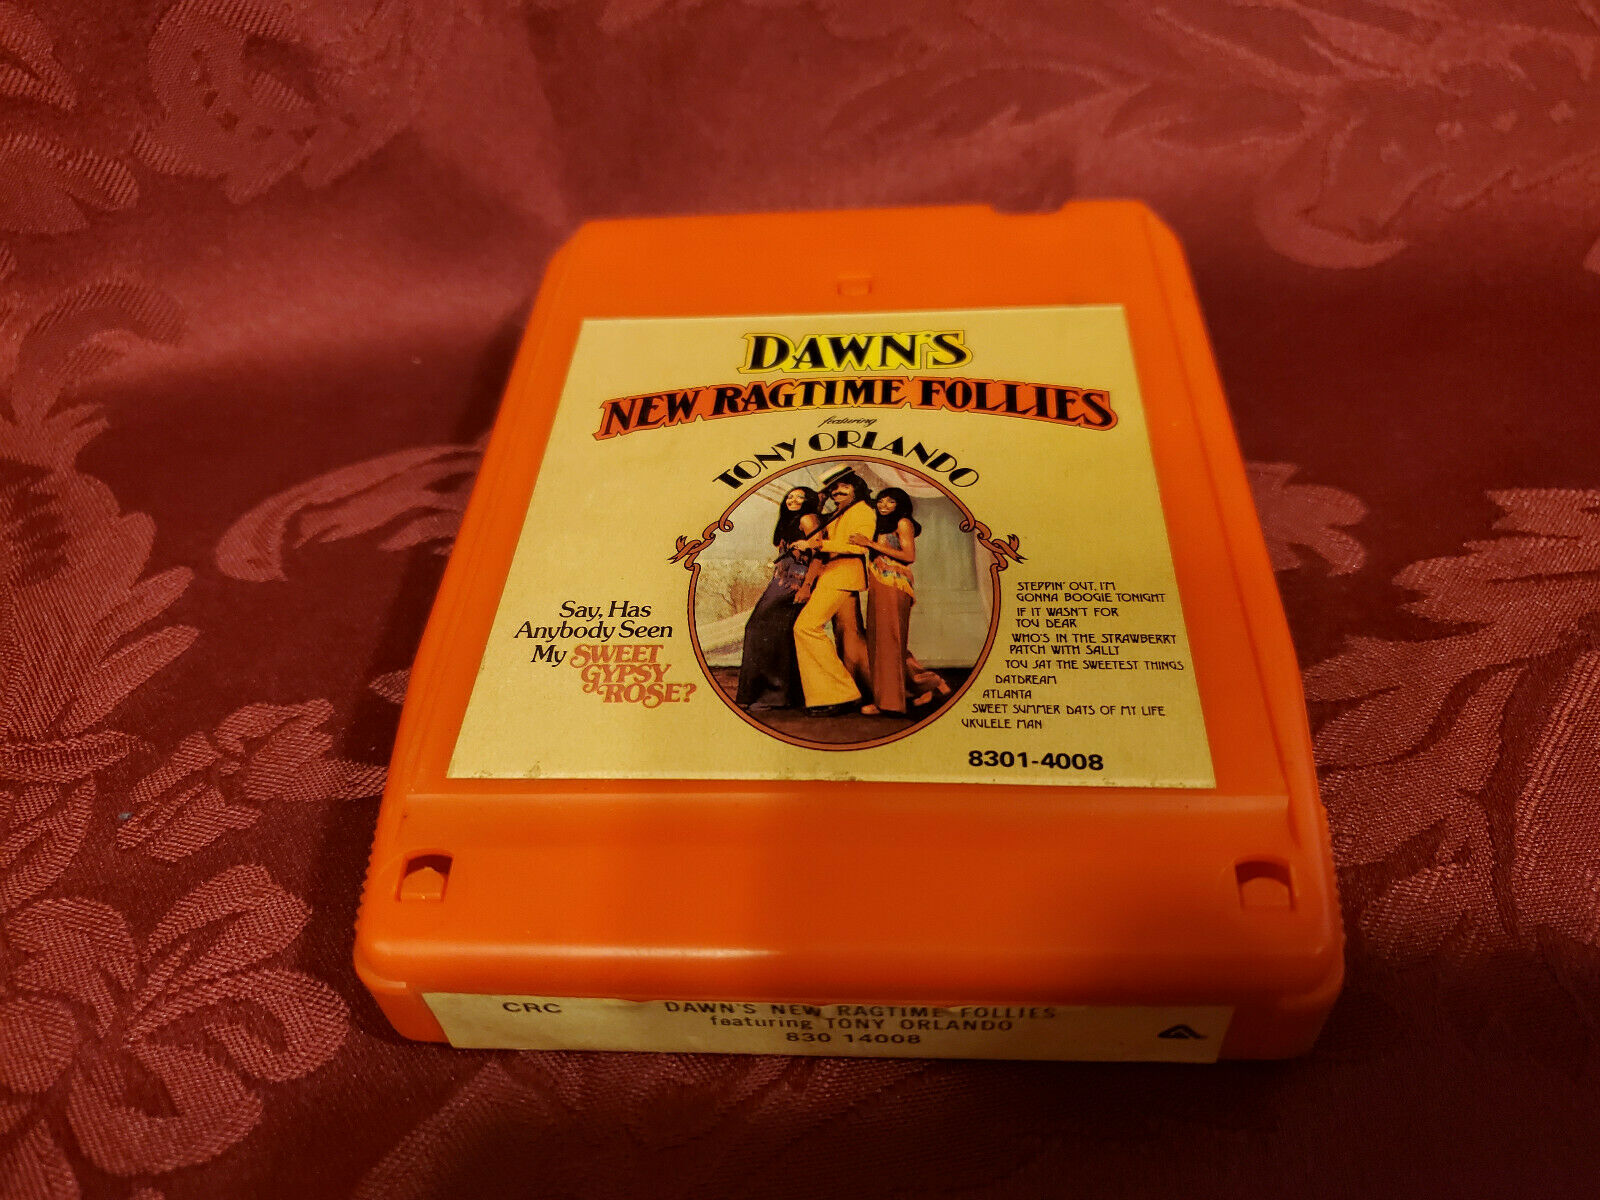 DAWN'S
NEW RAGTIME FOLLIES
featuring
TONY ORLANDO
Say, Has
Anybody Seen
My SWEET
GYPSY
ROSE?
STEPPIN' OUT, I'M
GONNA BOOGIE TONIGHT
IF IT WASN'T FOR
YOU DEAR
WHO'S IN THE STRAWBERRY
PATCH WITH SALLY
YOU SAY THE SWEETEST THINGS
DAYDREAM
ATLANTA
SWEET SUMMER DAYS OF MY LIFE
UKULELE MAN
8301-4008
CRC
DAWN'S NEW RAGTIME FOLLIES
featuring TONY ORLANDO
830 14008